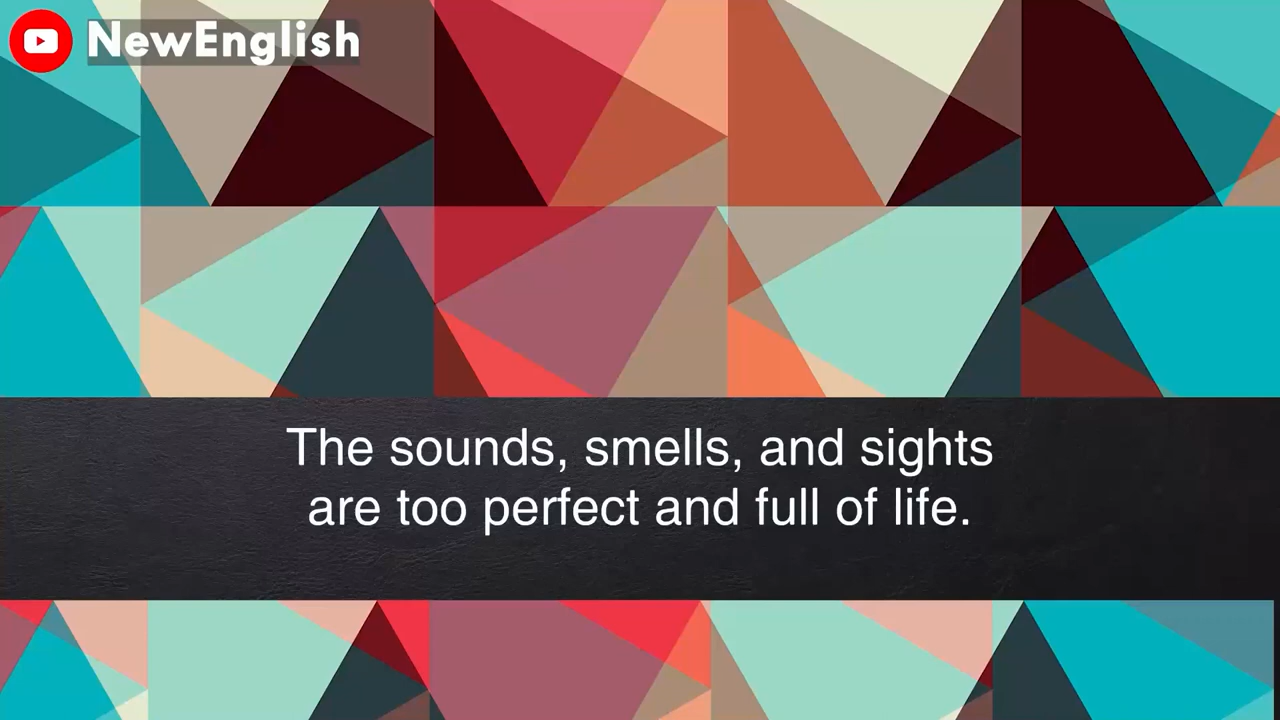 NewEnglish
The sounds, smells, and sights
are too perfect and full of life.